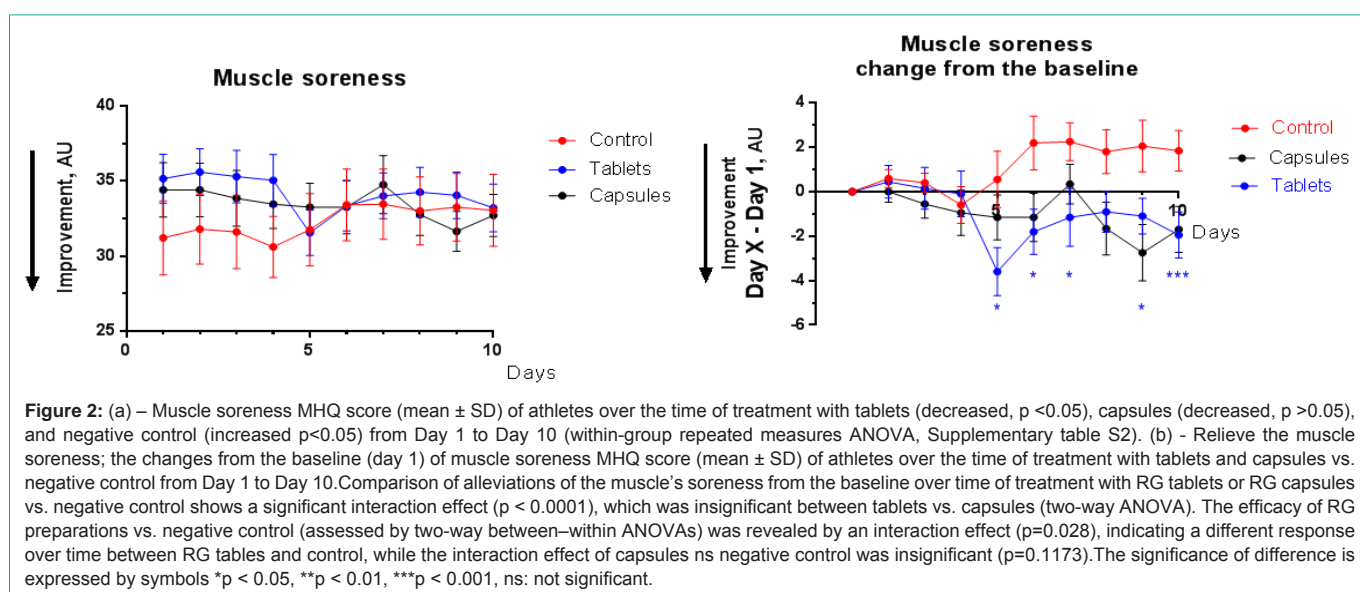 Muscle soreness
Improvement, AU
40
35
30
25
0
5
10
Days
Control
Tablets
Capsules
Muscle soreness
change from the baseline
Improvement
Day X - Day 1, AU
4
2
0
-2
-4
-6
5
10
Days
*
*
*
*
***
Control
Capsules
Tablets
Figure 2: (a) – Muscle soreness MHQ score (mean ± SD) of athletes over the time of treatment with tablets (decreased, p <0.05), capsules (decreased, p >0.05),
and negative control (increased p<0.05) from Day 1 to Day 10 (within-group repeated measures ANOVA, Supplementary table S2). (b) - Relieve the muscle
soreness; the changes from the baseline (day 1) of muscle soreness MHQ score (mean ± SD) of athletes over the time of treatment with tablets and capsules vs.
negative control from Day 1 to Day 10.Comparison of alleviations of the muscle’s soreness from the baseline over time of treatment with RG tablets or RG capsules
vs. negative control shows a significant interaction effect (p < 0.0001), which was insignificant between tablets vs. capsules (two-way ANOVA). The efficacy of RG
preparations vs. negative control (assessed by two-way between–within ANOVAs) was revealed by an interaction effect (p=0.028), indicating a different response
over time between RG tables and control, while the interaction effect of capsules ns negative control was insignificant (p=0.1173).The significance of difference is
expressed by symbols *p < 0.05, **p < 0.01, ***p < 0.001, ns: not significant.